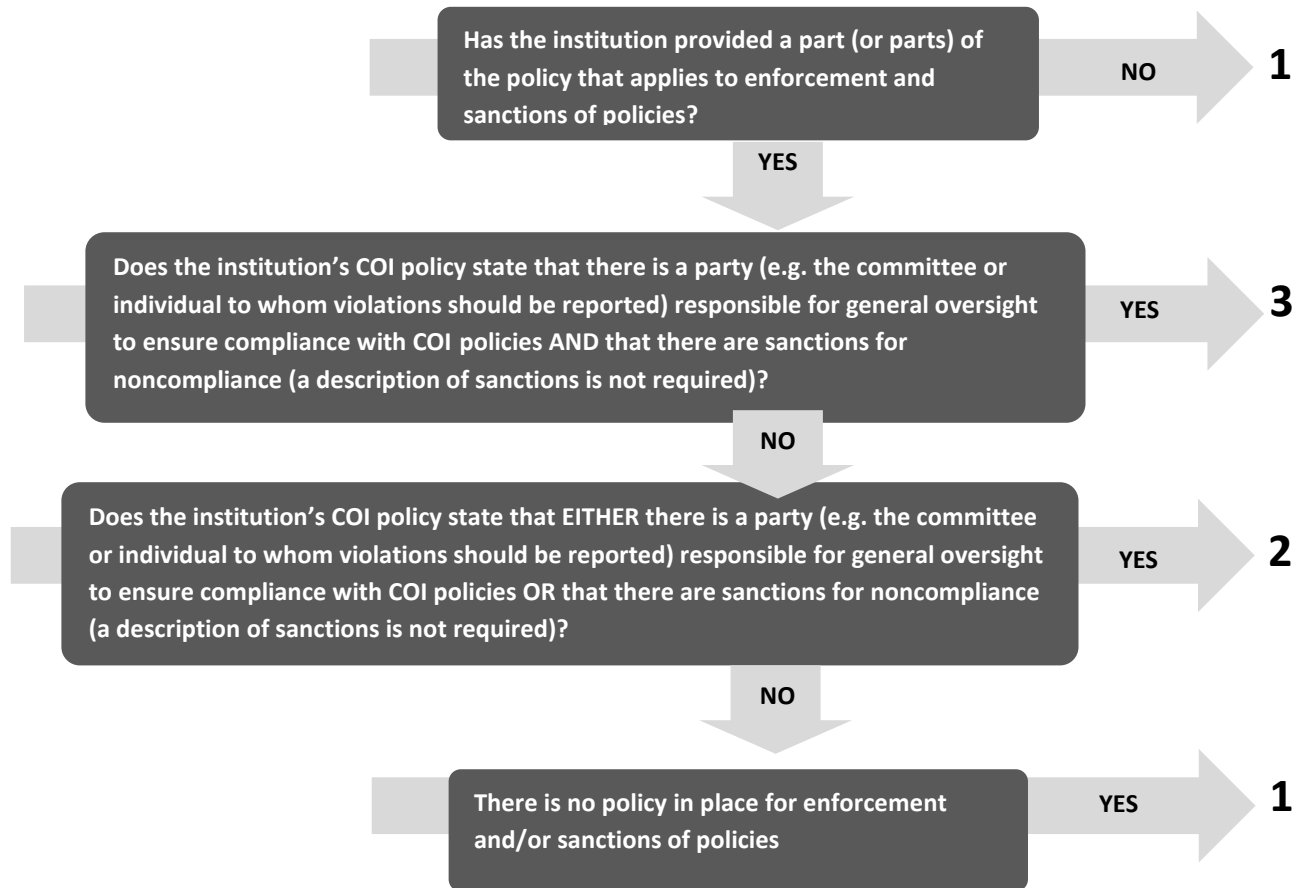 Has the institution provided a part (or parts) of
the policy that applies to enforcement and
sanctions of policies?
NO
1
YES
Does the institution’s COI policy state that there is a party (e.g. the committee or
individual to whom violations should be reported) responsible for general oversight
to ensure compliance with COI policies AND that there are sanctions for
noncompliance (a description of sanctions is not required)?
YES
3
NO
Does the institution’s COI policy state that EITHER there is a party (e.g. the committee
or individual to whom violations should be reported) responsible for general oversight
to ensure compliance with COI policies OR that there are sanctions for noncompliance
(a description of sanctions is not required)?
YES
2
NO
There is no policy in place for enforcement
and/or sanctions of policies
YES
1